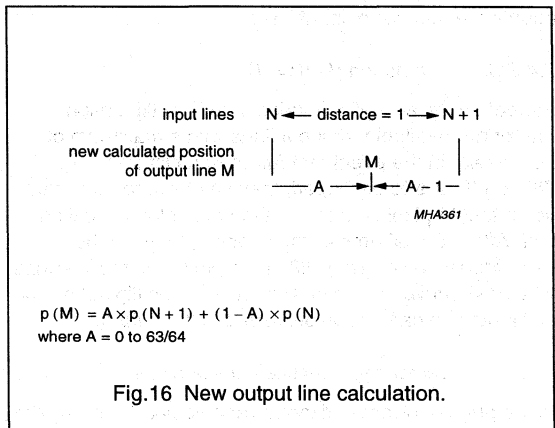 input lines N distance = 1 N + 1
new calculated position
of output line M
M
A A – 1
MHA361
p (M) = A × p (N + 1) + (1 – A) × p (N)
where A = 0 to 63/64
Fig.16 New output line calculation.